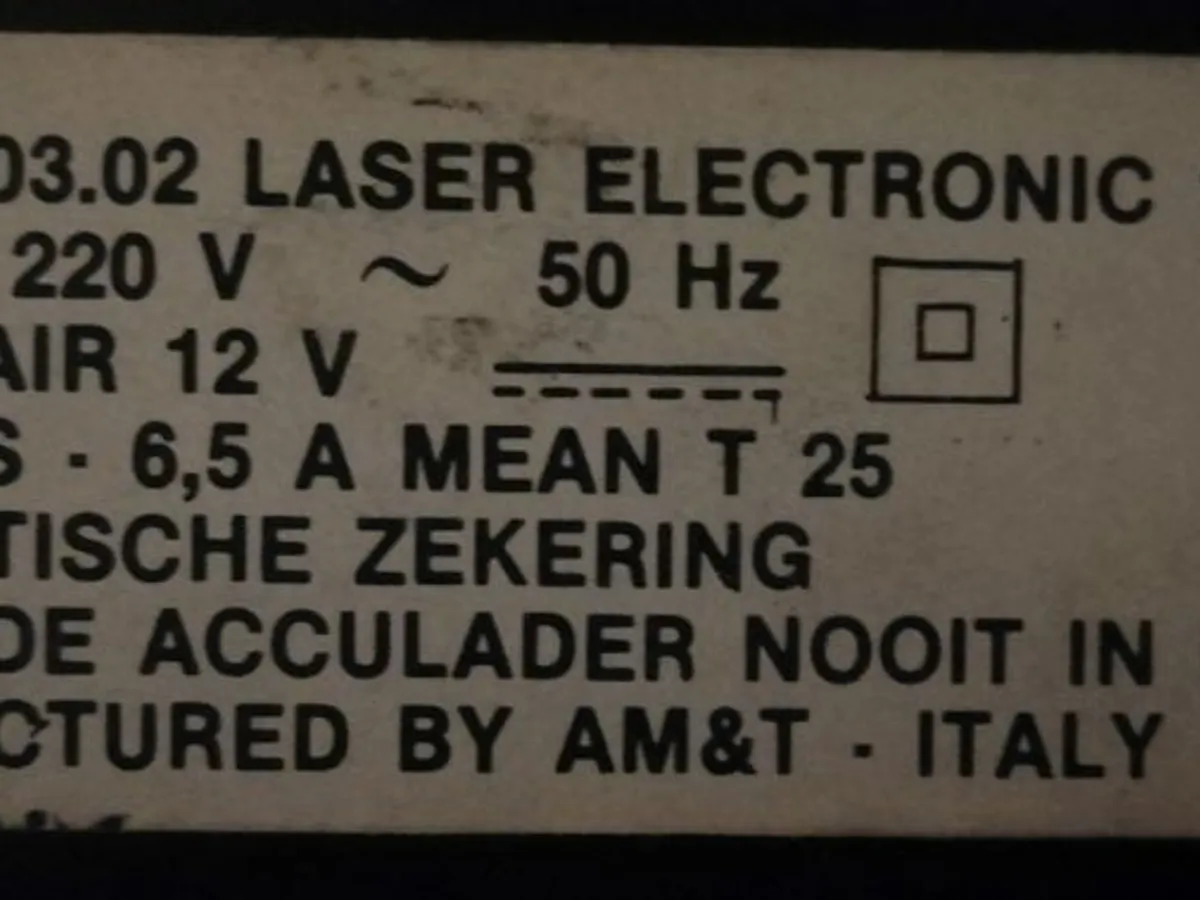 03.02 LASER ELECTRONIC
220 V ~ 50 Hz
AIR 12 V
S - 6,5 A MEAN T 25
TISCHE ZEKERING
DE ACCULADER NOOIT IN
CTURED BY AM&T - ITALY